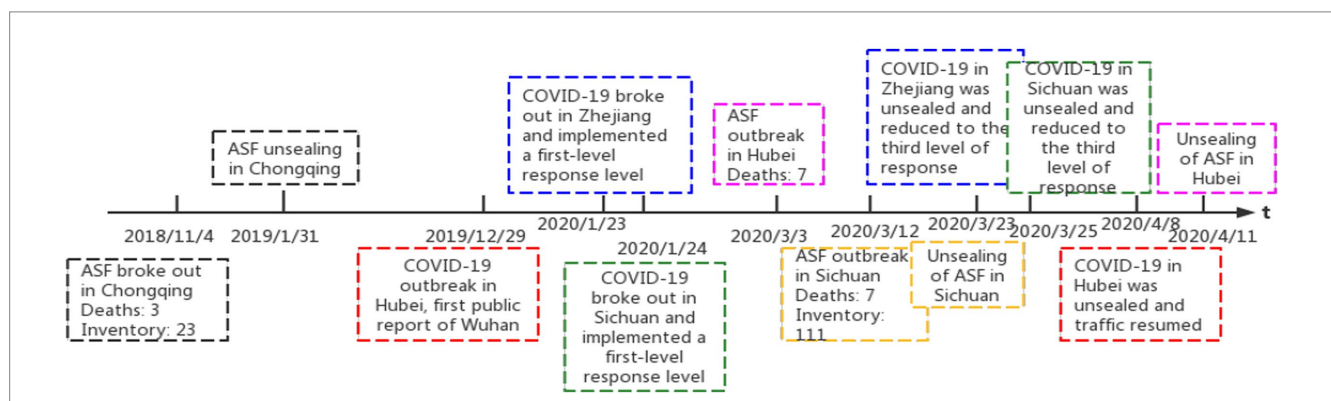 COVID-19 broke
out in Zhejiang
and implemented
a first-level
response level
COVID-19 in
Zhejiang was
unsealed and
reduced to the
third level of
response
COVID-19 in
Sichuan was
unsealed and
reduced to
the third
level of
response
ASF unsealing
in Chongqing
ASF
outbreak
in Hubei
Deaths: 7
Unsealing
of ASF in
Hubei
t
2018/11/4
2019/1/31
2019/12/29
2020/1/23
2020/1/24
2020/3/3
2020/3/12
2020/3/23
2020/3/25
2020/4/8
2020/4/11
ASF broke out
in Chongqing
Deaths: 3
Inventory: 23
COVID-19
outbreak in
Hubei, first public
report of Wuhan
COVID-19
broke out in
Sichuan and
implemented a
first-level
response level
ASF outbreak
in Sichuan
Deaths: 7
Inventory:
111
Unsealing
of ASF in
Sichuan
COVID-19 in
Hubei was
unsealed and
traffic resumed